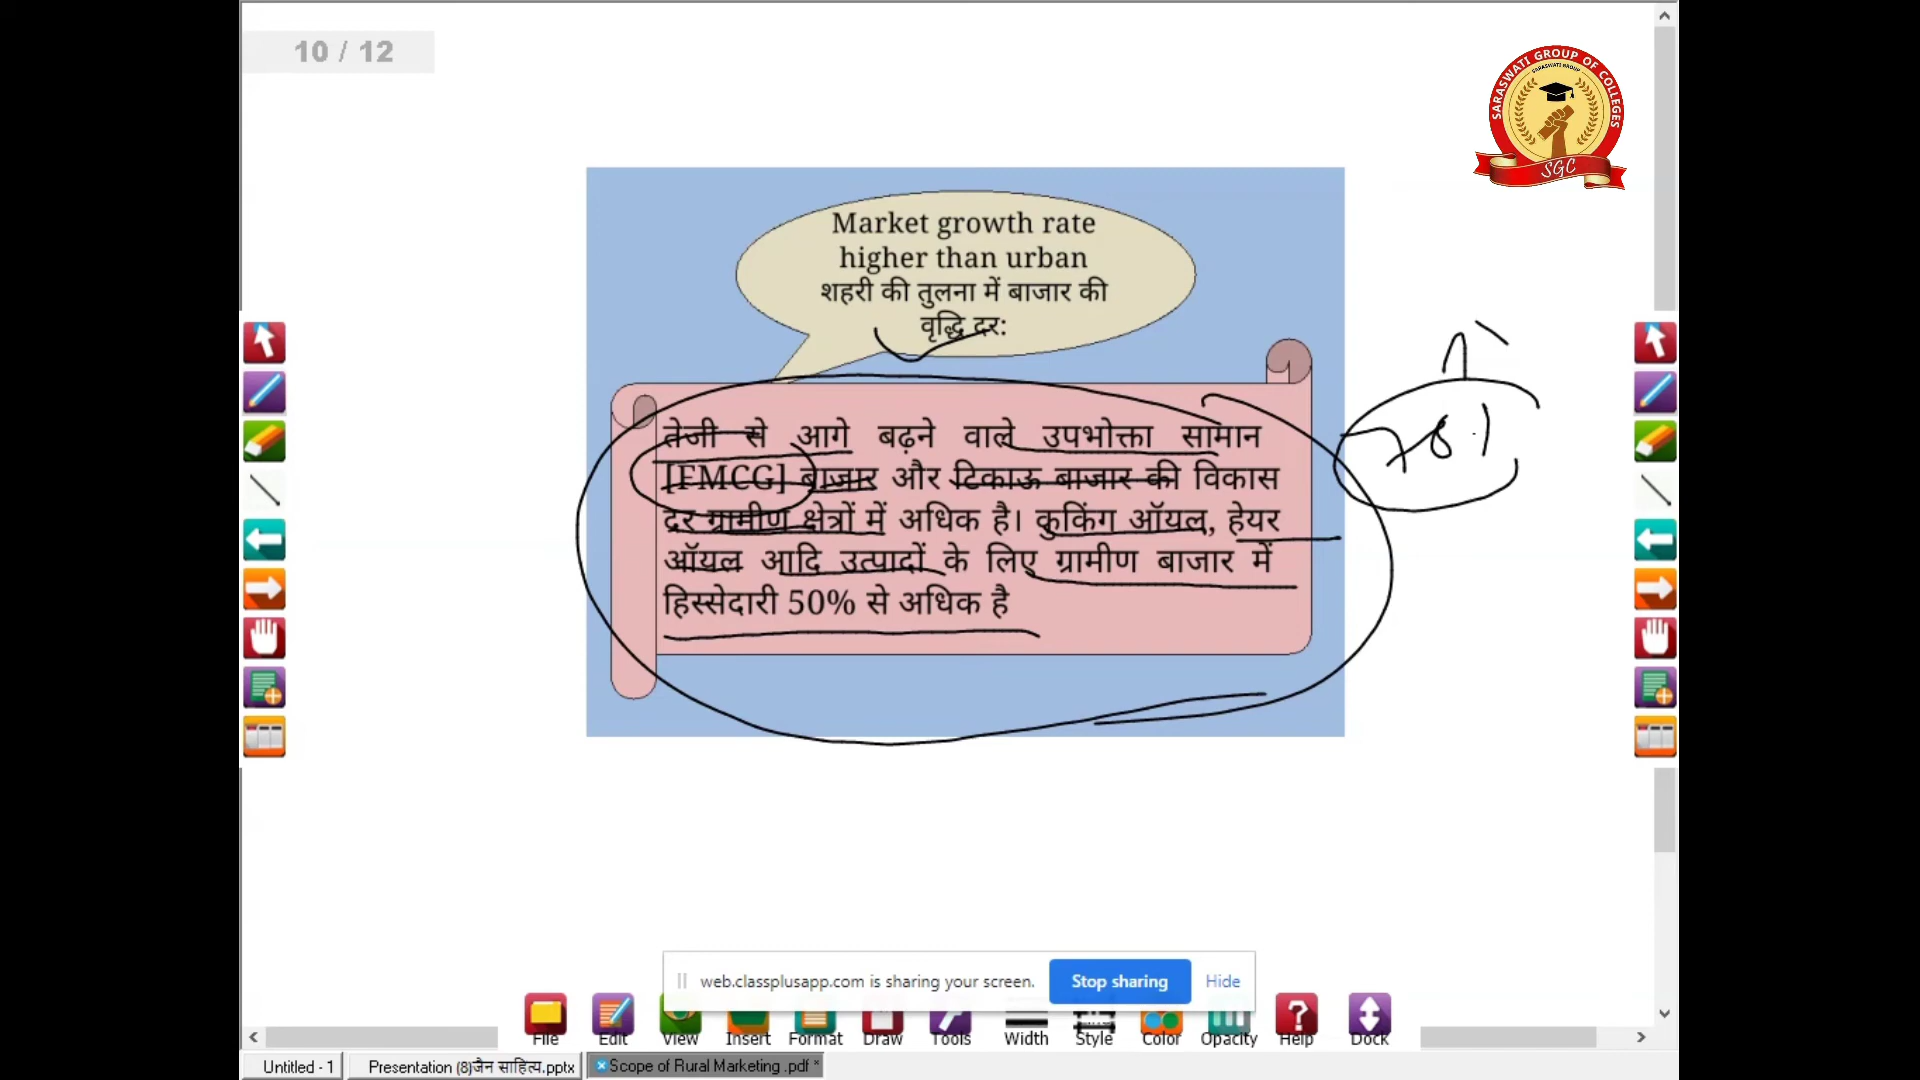 10 / 12
SARASWATI GROUP OF COLLEGES
SARASWATI GROUP
SGC
Market growth rate
higher than urban
शहरी की तुलना में बाजार की
वृद्धि दर:
तेजी से आगे बढ़ने वाले उपभोक्ता सामान
[FMCG] बाजार और टिकाऊ बाजार की विकास
दर ग्रामीण क्षेत्रों में अधिक है। कुकिंग ऑयल, हेयर
ऑयल आदि उत्पादों के लिए ग्रामीण बाजार में
हिस्सेदारी 50% से अधिक है
web.classplusapp.com is sharing your screen.
Stop sharing
Hide
File Edit View Insert Format Draw Tools Width Style Color Opacity Help Dock
Untitled - 1
Presentation (8)जैन साहित्य.pptx
Scope of Rural Marketing .pdf *